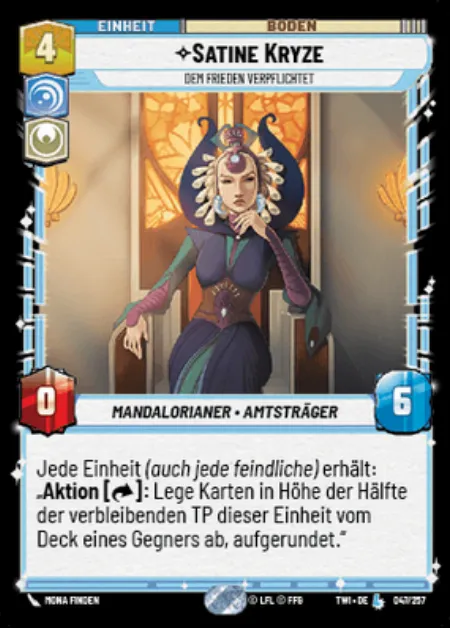 EINHEIT
BODEN
4
Satine Kryze
DEM FRIEDEN VERPFLICHTET
0
6
MANDALORIANER • AMTSTRÄGER
Jede Einheit (auch jede feindliche) erhält:
„Aktion [ ]: Lege Karten in Höhe der Hälfte
der verbleibenden TP dieser Einheit vom
Deck eines Gegners ab, aufgerundet.“
MONA FINDEN
© LFL © FFG
TWI • DE
L
047/257